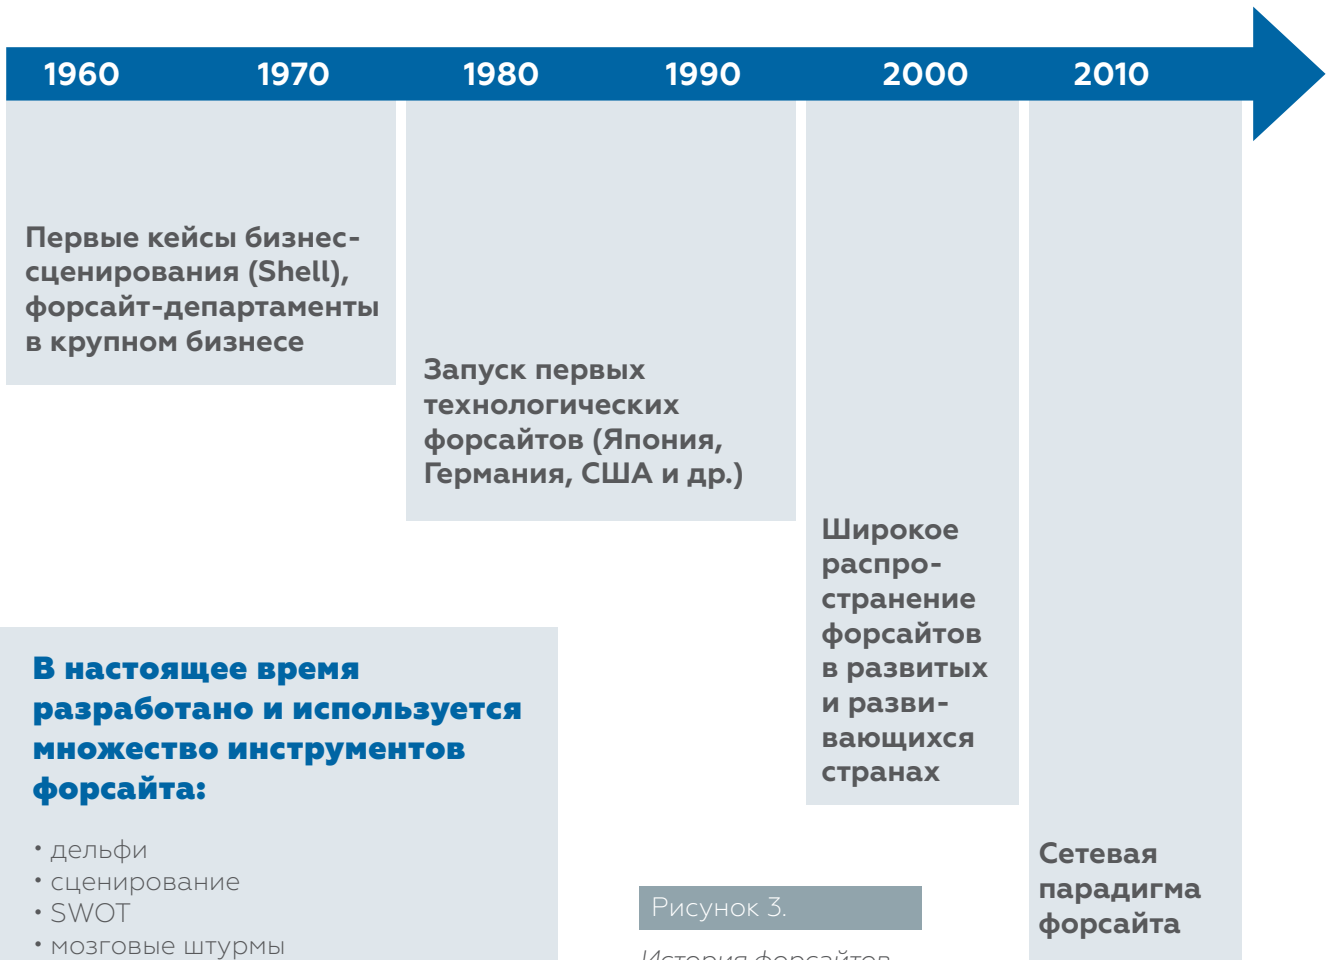 1960 1970 1980 1990 2000 2010
Первые кейсы бизнес-
сценирования (Shell),
форсайт-департаменты
в крупном бизнесе
Запуск первых
технологических
форсайтов (Япония,
Германия, США и др.)
Широкое
распро-
странение
форсайтов
в развитых
и разви-
вающихся
странах
Сетевая
парадигма
форсайта
В настоящее время
разработано и используется
множество инструментов
форсайта:
• дельфи
• сценирование
• SWOT
• мозговые штурмы
Рисунок 3.
История форсайтов